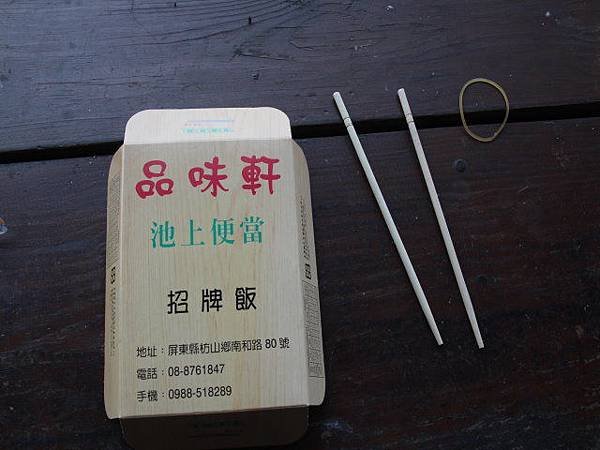 品味軒
池上便當
招牌飯
地址：屏東縣枋山鄉南和路 80 號
電話：08-8761847
手機：0988-518289